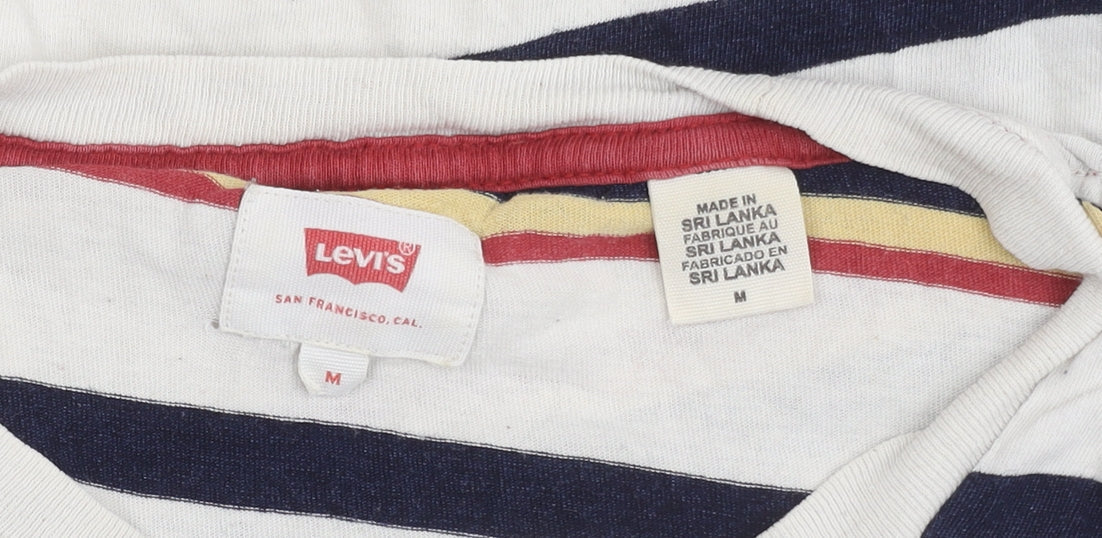 LEVI'S®
SAN FRANCISCO, CAL.
M
MADE IN
SRI LANKA
FABRIQUE AU
SRI LANKA
FABRICADO EN
SRI LANKA
M